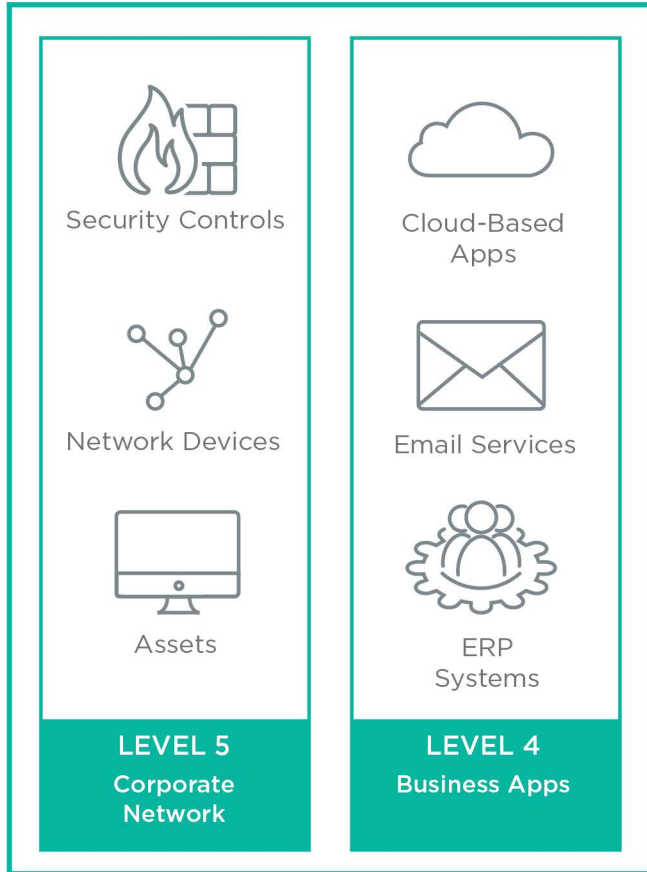 Security Controls
Network Devices
Assets
LEVEL 5
Corporate
Network
Cloud-Based
Apps
Email Services
ERP
Systems
LEVEL 4
Business Apps